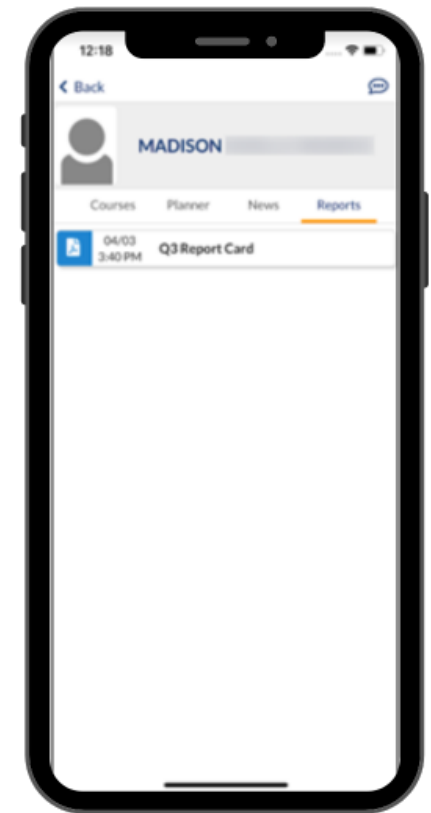 12:18
Back
MADISON
Courses Planner News Reports
04/03
3:40 PM
Q3 Report Card